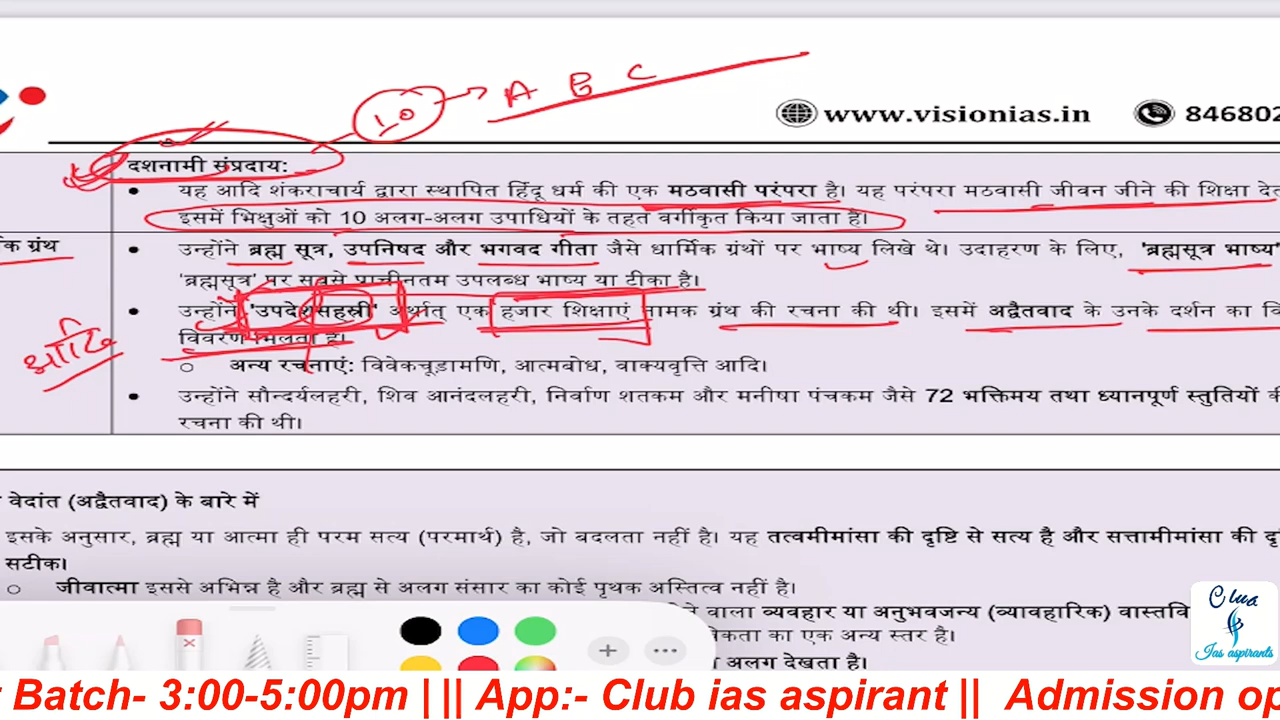 10 → A B C
www.visionias.in 846802
दशनामी संप्रदाय:
• यह आदि शंकराचार्य द्वारा स्थापित हिंदू धर्म की एक मठवासी परंपरा है। यह परंपरा मठवासी जीवन जीने की शिक्षा देत
इसमें भिक्षुओं को 10 अलग-अलग उपाधियों के तहत वर्गीकृत किया जाता है।
क ग्रंथ
• उन्होंने ब्रह्म सूत्र, उपनिषद और भगवद गीता जैसे धार्मिक ग्रंथों पर भाष्य लिखे थे। उदाहरण के लिए, 'ब्रह्मसूत्र भाष्य'
'ब्रह्मसूत्र' पर सबसे प्राचीनतम उपलब्ध भाष्य या टीका है।
• उन्होंने 'उपदेशसहस्री' अर्थात् एक हजार शिक्षाएं नामक ग्रंथ की रचना की थी। इसमें अद्वैतवाद के उनके दर्शन का वि
विवरण मिलता है।
○ अन्य रचनाएं: विवेकचूड़ामणि, आत्मबोध, वाक्यवृत्ति आदि।
• उन्होंने सौन्दर्यलहरी, शिव आनंदलहरी, निर्वाण शतकम और मनीषा पंचकम जैसे 72 भक्तिमय तथा ध्यानपूर्ण स्तुतियों की
रचना की थी।
वेदांत (अद्वैतवाद) के बारे में
इसके अनुसार, ब्रह्म या आत्मा ही परम सत्य (परमार्थ) है, जो बदलता नहीं है। यह तत्वमीमांसा की दृष्टि से सत्य है और सत्तामीमांसा की दृ
सटीक।
○ जीवात्मा इससे अभिन्न है और ब्रह्म से अलग संसार का कोई पृथक अस्तित्व नहीं है।
वाला व्यवहार या अनुभवजन्य (व्यावहारिक) वास्तवि
का एक अन्य स्तर है।
अलग देखता है।
Club
Ias aspirants
Batch- 3:00-5:00pm | || App:- Club ias aspirant || Admission op